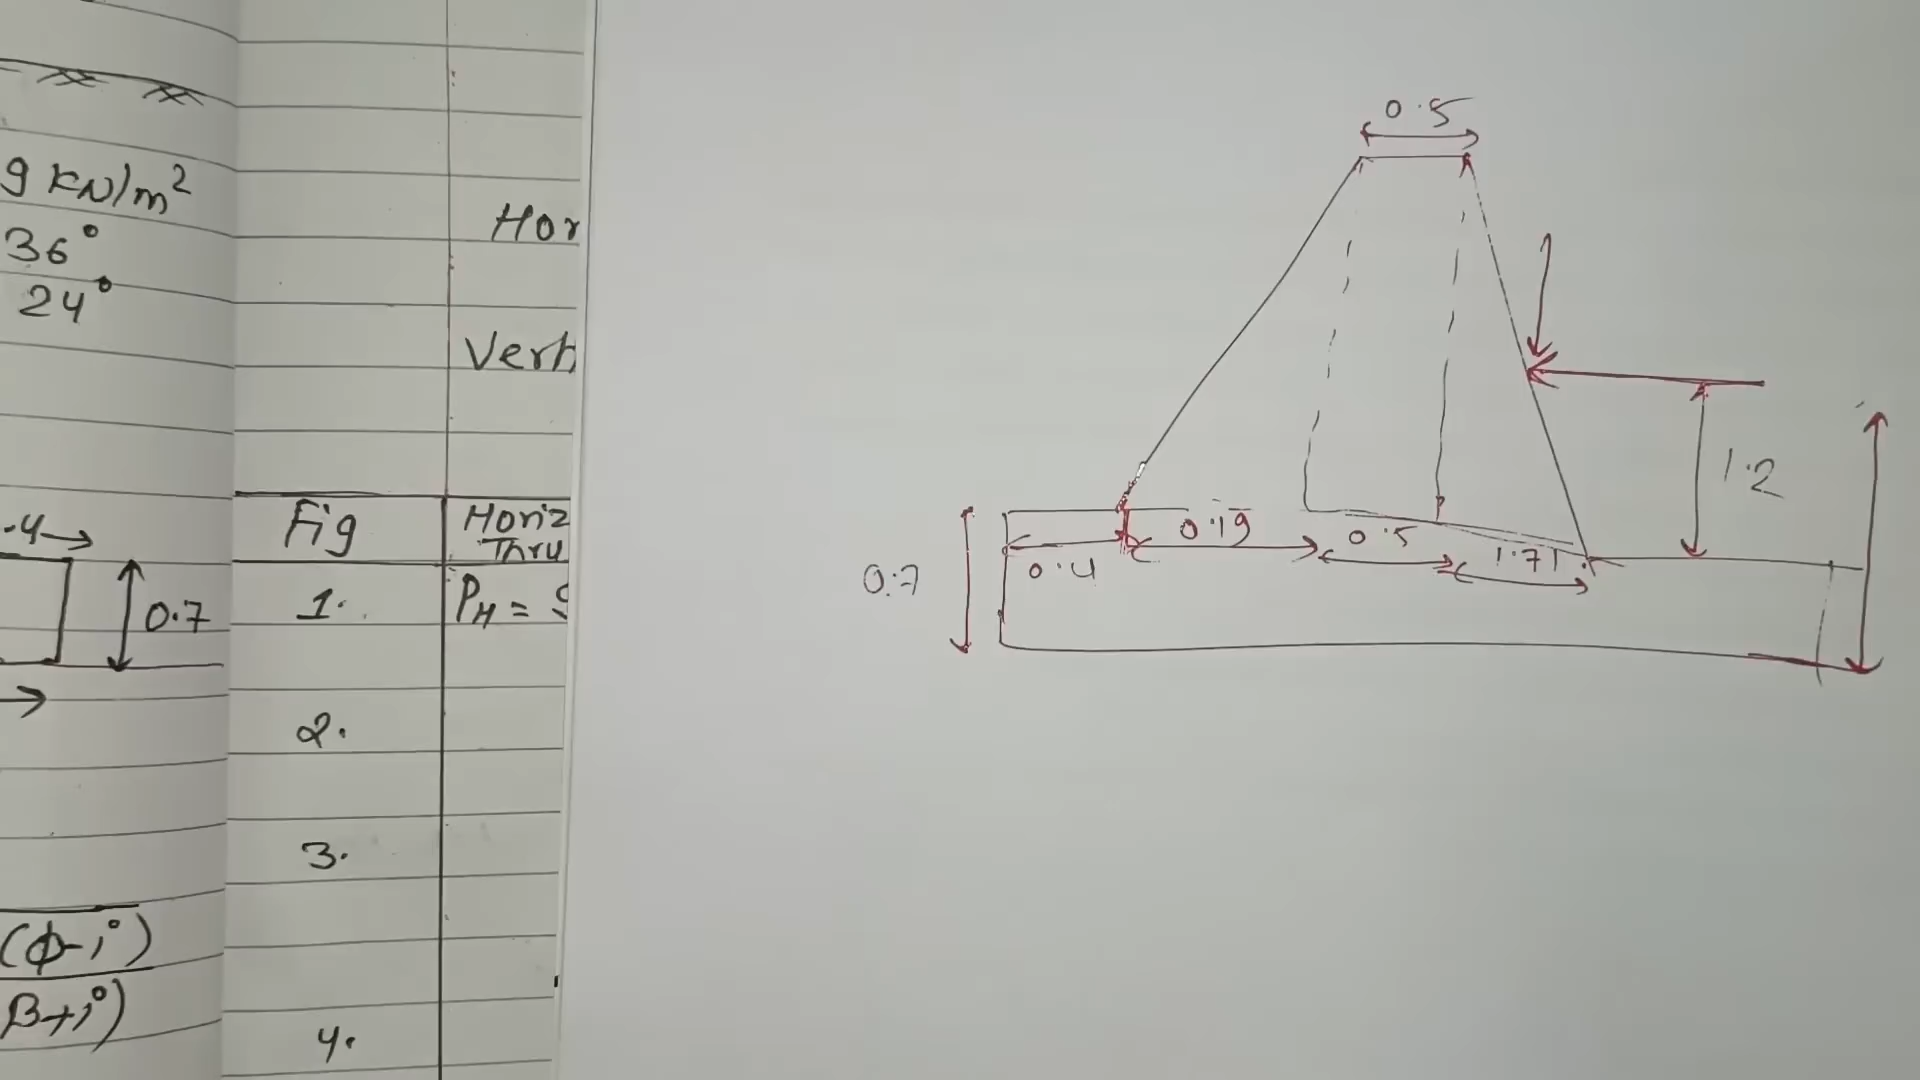 9 KN/m²
36°
24°
.4
0.7
(φ-i°)
β+i°)
Hor
Fig
Horiz
Thru
1.
P_H =
2.
3.
4.
0.5
1.2
0.19
0.5
1.71
0.4
0.7